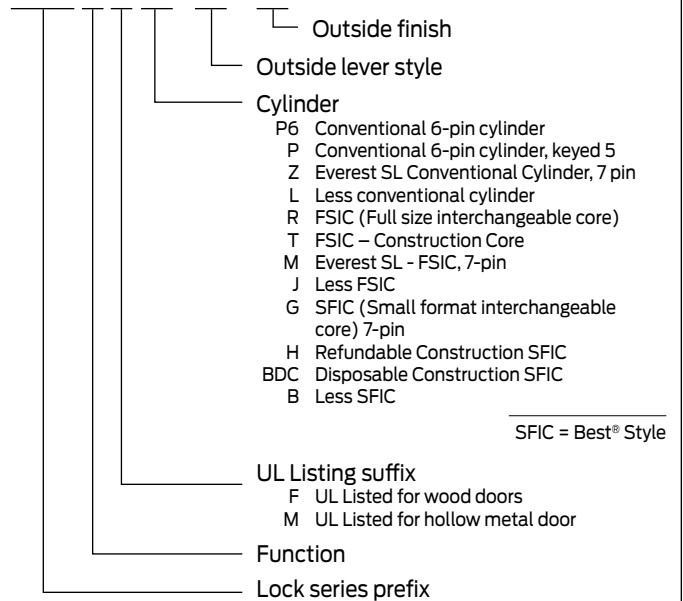 Outside finish
Outside lever style
Cylinder
P6 Conventional 6-pin cylinder
P Conventional 6-pin cylinder, keyed 5
Z Everest SL Conventional Cylinder, 7 pin
L Less conventional cylinder
R FSIC (Full size interchangeable core)
T FSIC – Construction Core
M Everest SL - FSIC, 7-pin
J Less FSIC
G SFIC (Small format interchangeable
core) 7-pin
H Refundable Construction SFIC
BDC Disposable Construction SFIC
B Less SFIC
SFIC = Best® Style
UL Listing suffix
F UL Listed for wood doors
M UL Listed for hollow metal door
Function
Lock series prefix